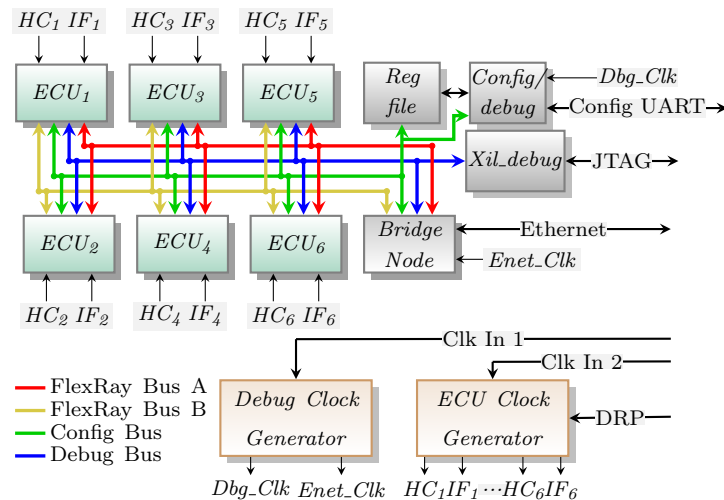 HC1 IF1 HC3 IF3 HC5 IF5
ECU1 ECU3 ECU5
Reg file
Config/ debug
Dbg_Clk
Config UART
Xil_debug
JTAG
ECU2 ECU4 ECU6
Bridge Node
Ethernet
Enet_Clk
HC2 IF2 HC4 IF4 HC6 IF6
Clk In 1
Clk In 2
FlexRay Bus A
FlexRay Bus B
Config Bus
Debug Bus
Debug Clock
Generator
ECU Clock
Generator
DRP
Dbg_Clk Enet_Clk
HC1IF1 ··· HC6IF6